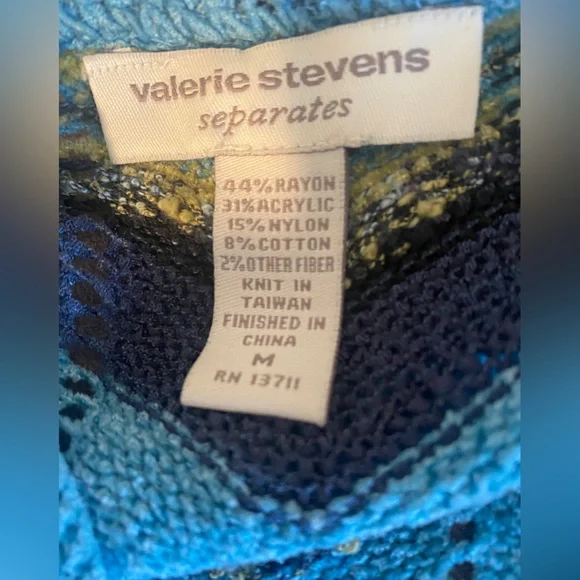 valerie stevens
separates
44% RAYON
31% ACRYLIC
15% NYLON
8% COTTON
2% OTHER FIBER
KNIT IN
TAIWAN
FINISHED IN
CHINA
M
RN 13711